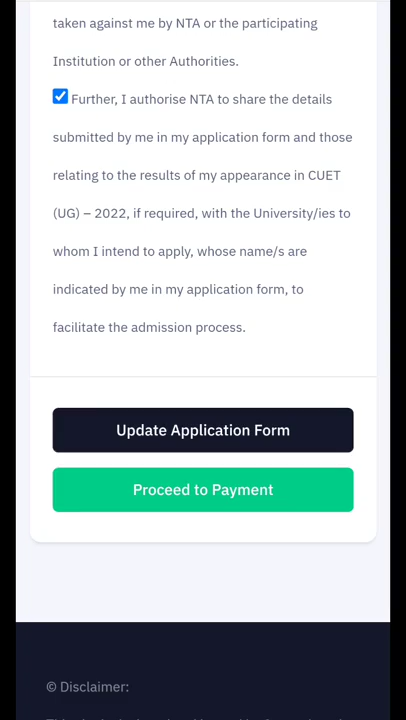 taken against me by NTA or the participating
Institution or other Authorities.
Further, I authorise NTA to share the details
submitted by me in my application form and those
relating to the results of my appearance in CUET
(UG) – 2022, if required, with the University/ies to
whom I intend to apply, whose name/s are
indicated by me in my application form, to
facilitate the admission process.
Update Application Form
Proceed to Payment
© Disclaimer: